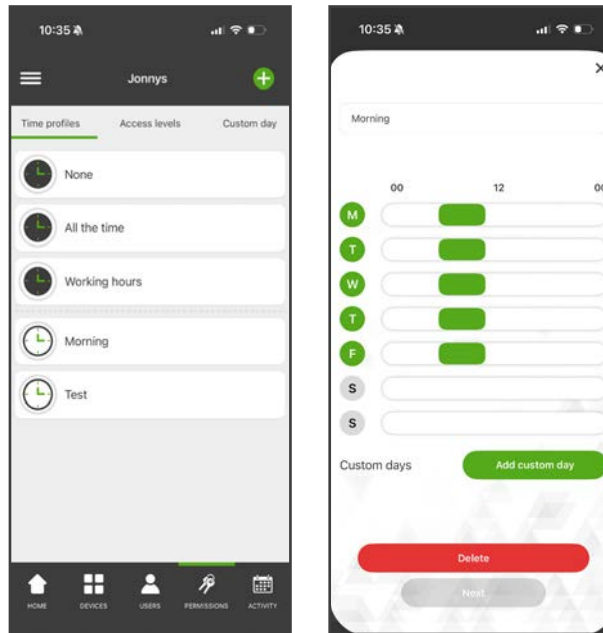 10:35
Jonnys
Time profiles Access levels Custom day
None
All the time
Working hours
Morning
Test
HOME DEVICES USERS PERMISSIONS ACTIVITY
10:35
×
Morning
00 12 00
M
T
W
T
F
S
S
Custom days Add custom day
Delete
Next